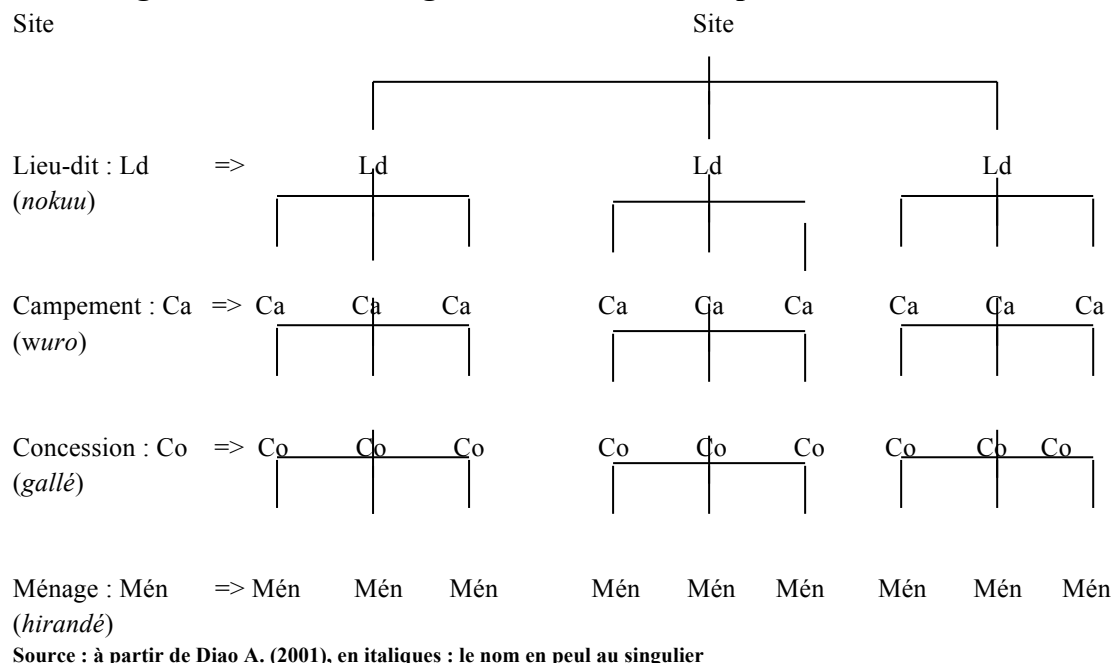 Site Site
Lieu-dit : Ld => Ld Ld Ld
(nokuu)
Campement : Ca => Ca Ca Ca Ca Ca Ca Ca Ca Ca
(wuro)
Concession : Co => Co Co Co Co Co Co Co Co Co
(gallé)
Ménage : Mén => Mén Mén Mén Mén Mén Mén Mén Mén Mén
(hirandé)
Source : à partir de Diao A. (2001), en italiques : le nom en peul au singulier